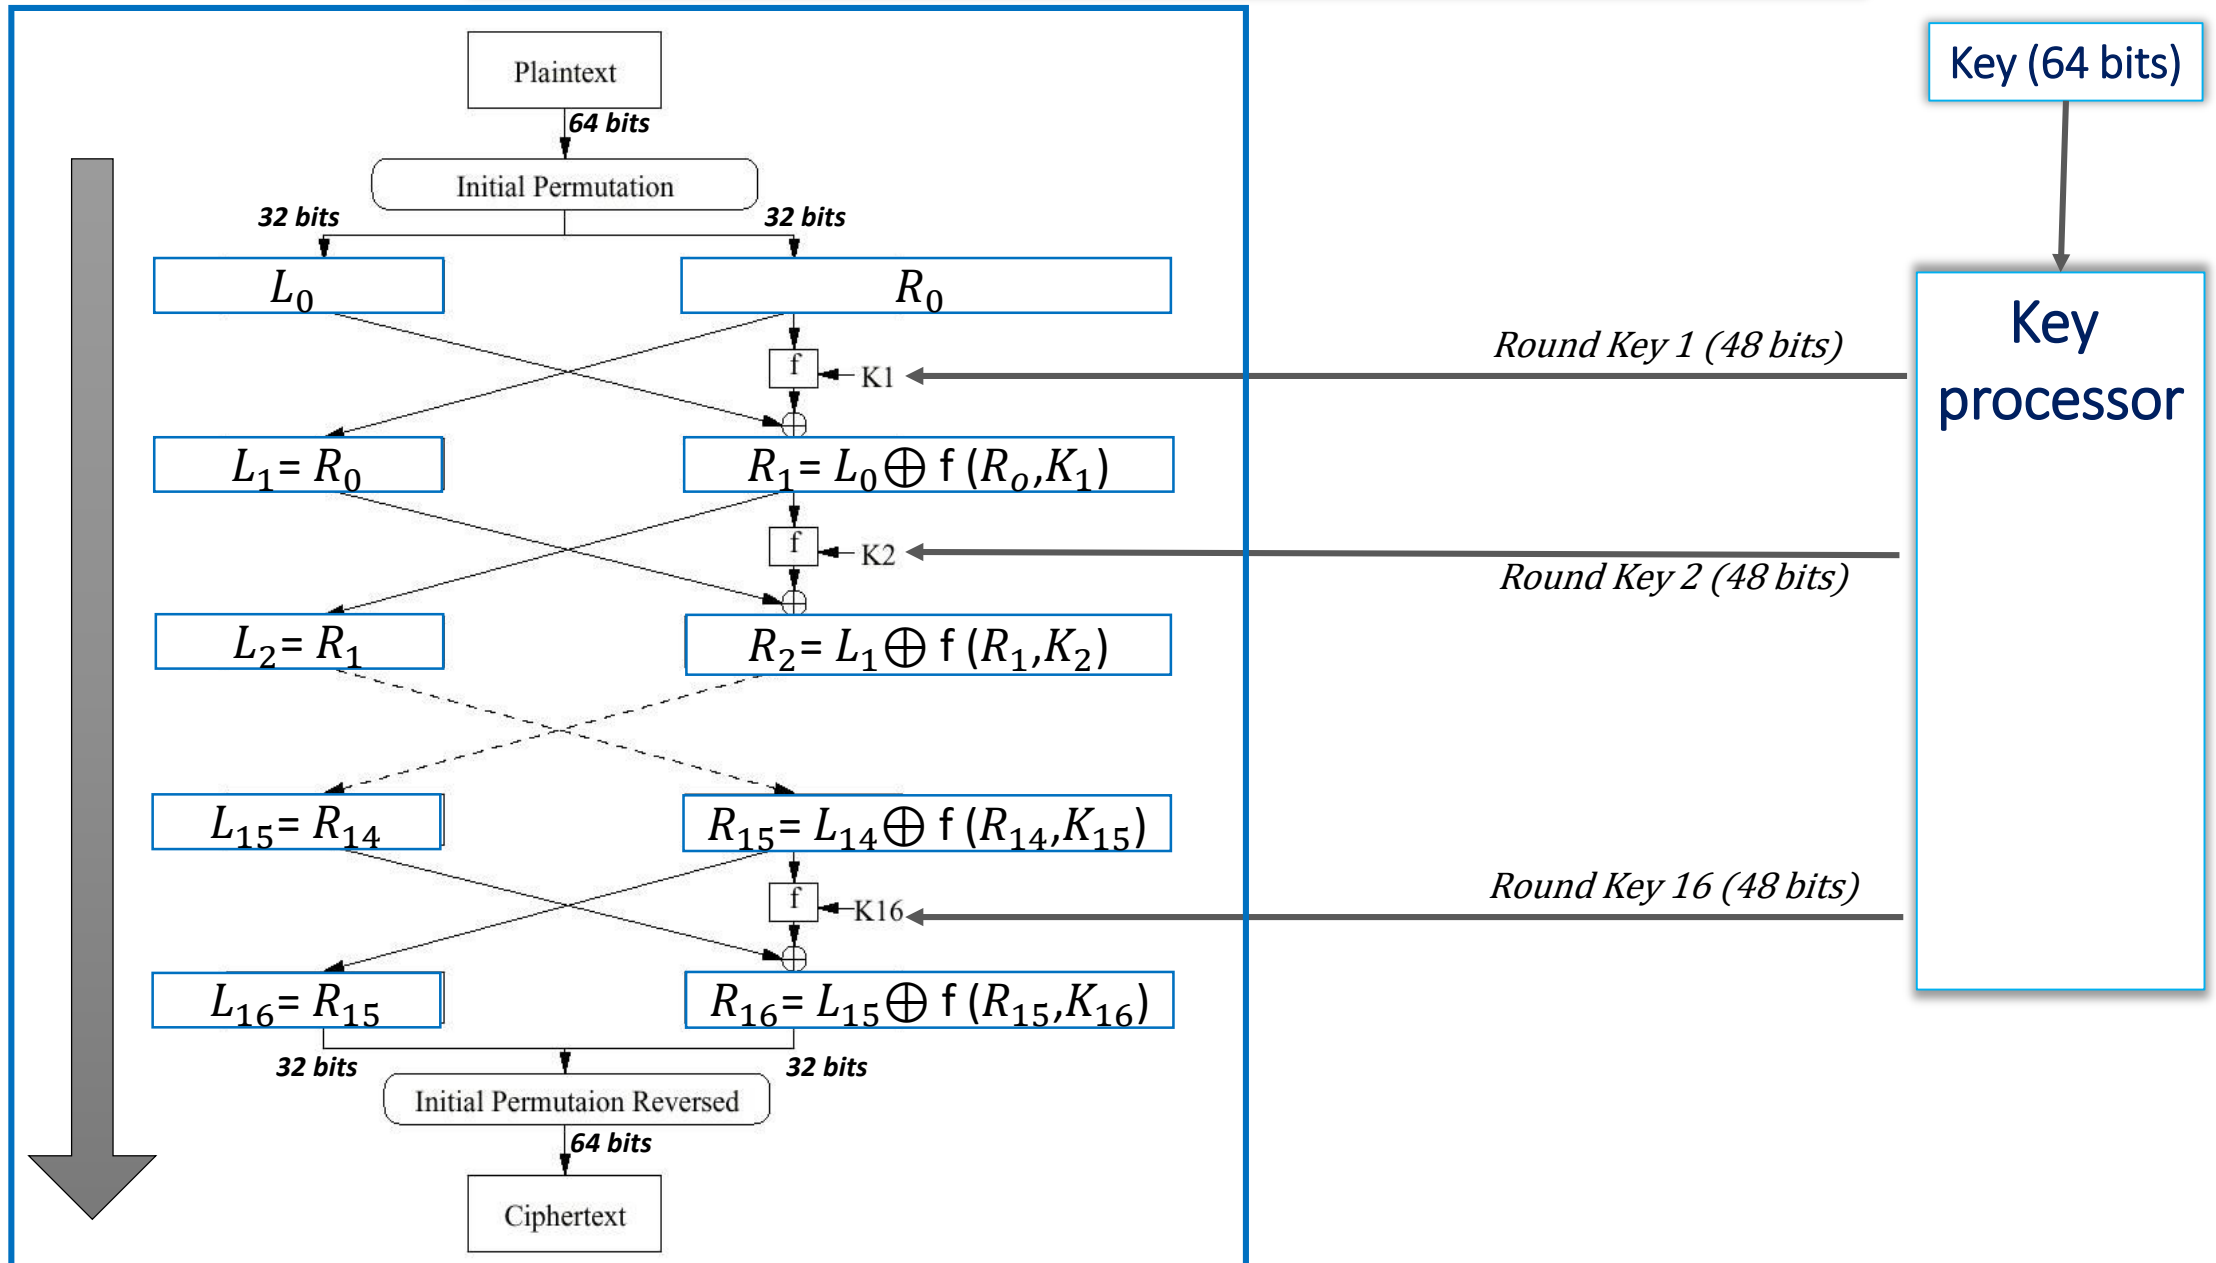 Plaintext
64 bits
Initial Permutation
32 bits
32 bits
L₀
R₀
f
K1
L₁= R₀
R₁= L₀⊕ f (Rₒ,K₁)
f
K2
L₂= R₁
R₂= L₁⊕ f (R₁,K₂)
L₁₅= R₁₄
R₁₅= L₁₄⊕ f (R₁₄,K₁₅)
f
K16
L₁₆= R₁₅
R₁₆= L₁₅⊕ f (R₁₅,K₁₆)
32 bits
32 bits
Initial Permutaion Reversed
64 bits
Ciphertext
Key (64 bits)
Key
processor
Round Key 1 (48 bits)
Round Key 2 (48 bits)
Round Key 16 (48 bits)